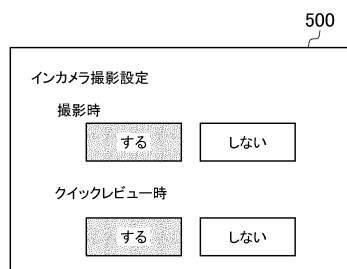 500
インカメラ撮影設定
撮影時
する しない
クイックレビュー時
する しない